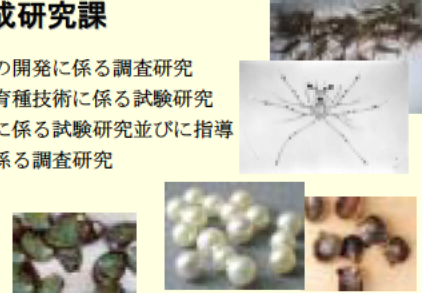 成研究課
の開発に係る調査研究
育種技術に係る試験研究
に係る試験研究並びに指導
係る調査研究